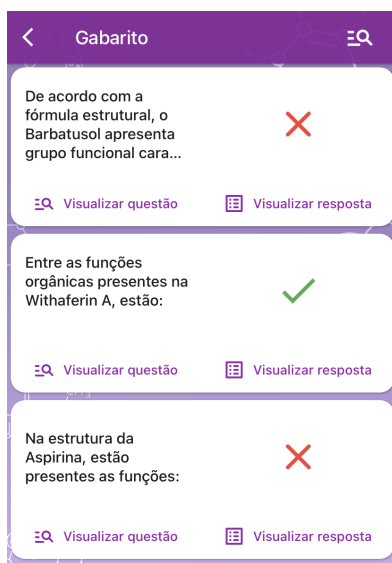 Gabarito
De acordo com a
fórmula estrutural, o
Barbatusol apresenta
grupo funcional cara...
Visualizar questão
Visualizar resposta
Entre as funções
orgânicas presentes na
Withaferin A, estão:
Visualizar questão
Visualizar resposta
Na estrutura da
Aspirina, estão
presentes as funções:
Visualizar questão
Visualizar resposta